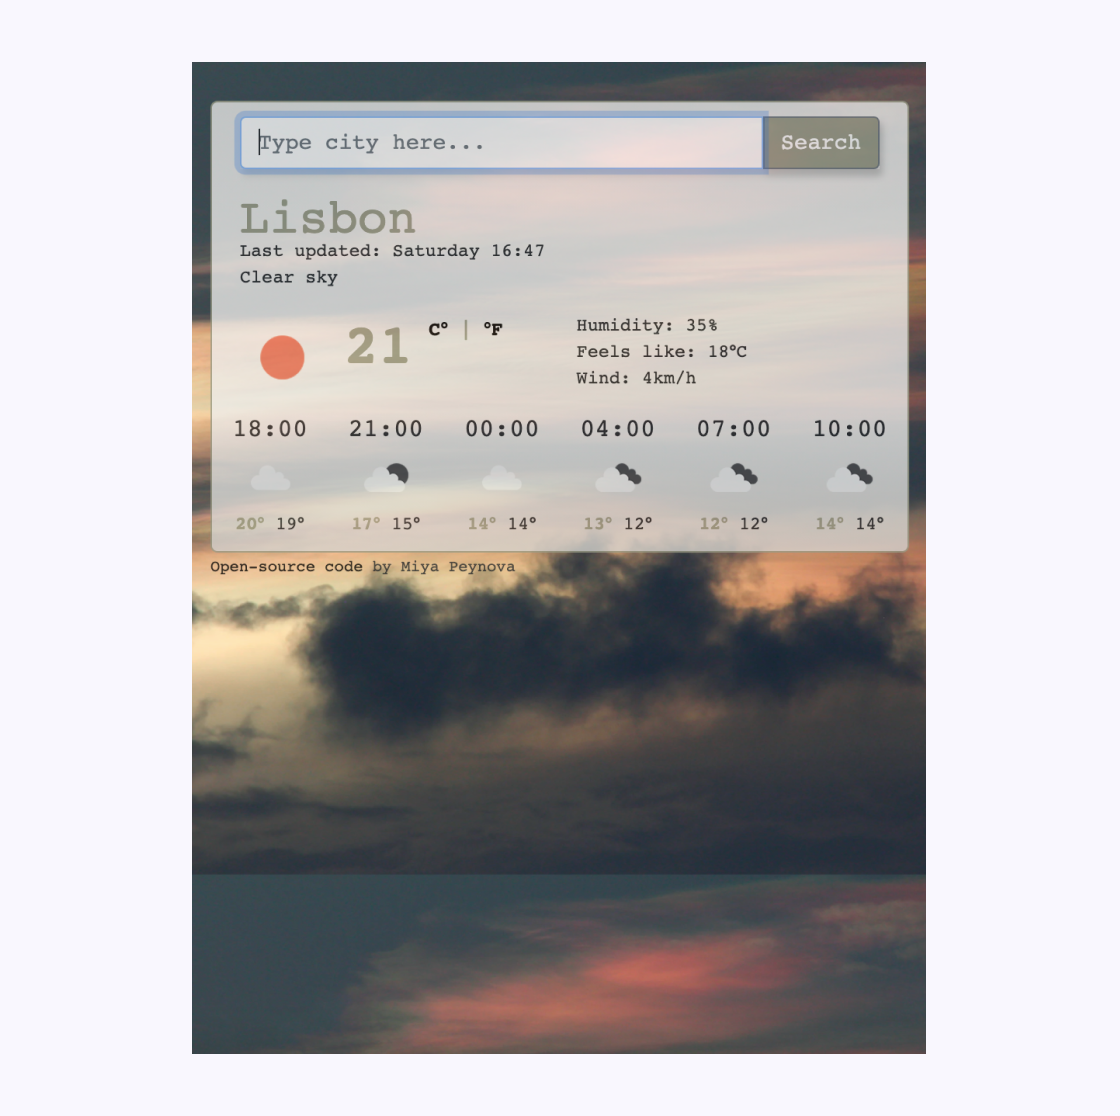 Type city here...
Search
Lisbon
Last updated: Saturday 16:47
Clear sky
21 C° | °F
Humidity: 35%
Feels like: 18°C
Wind: 4km/h
18:00 21:00 00:00 04:00 07:00 10:00
20° 19° 17° 15° 14° 14° 13° 12° 12° 12° 14° 14°
Open-source code by Miya Peynova